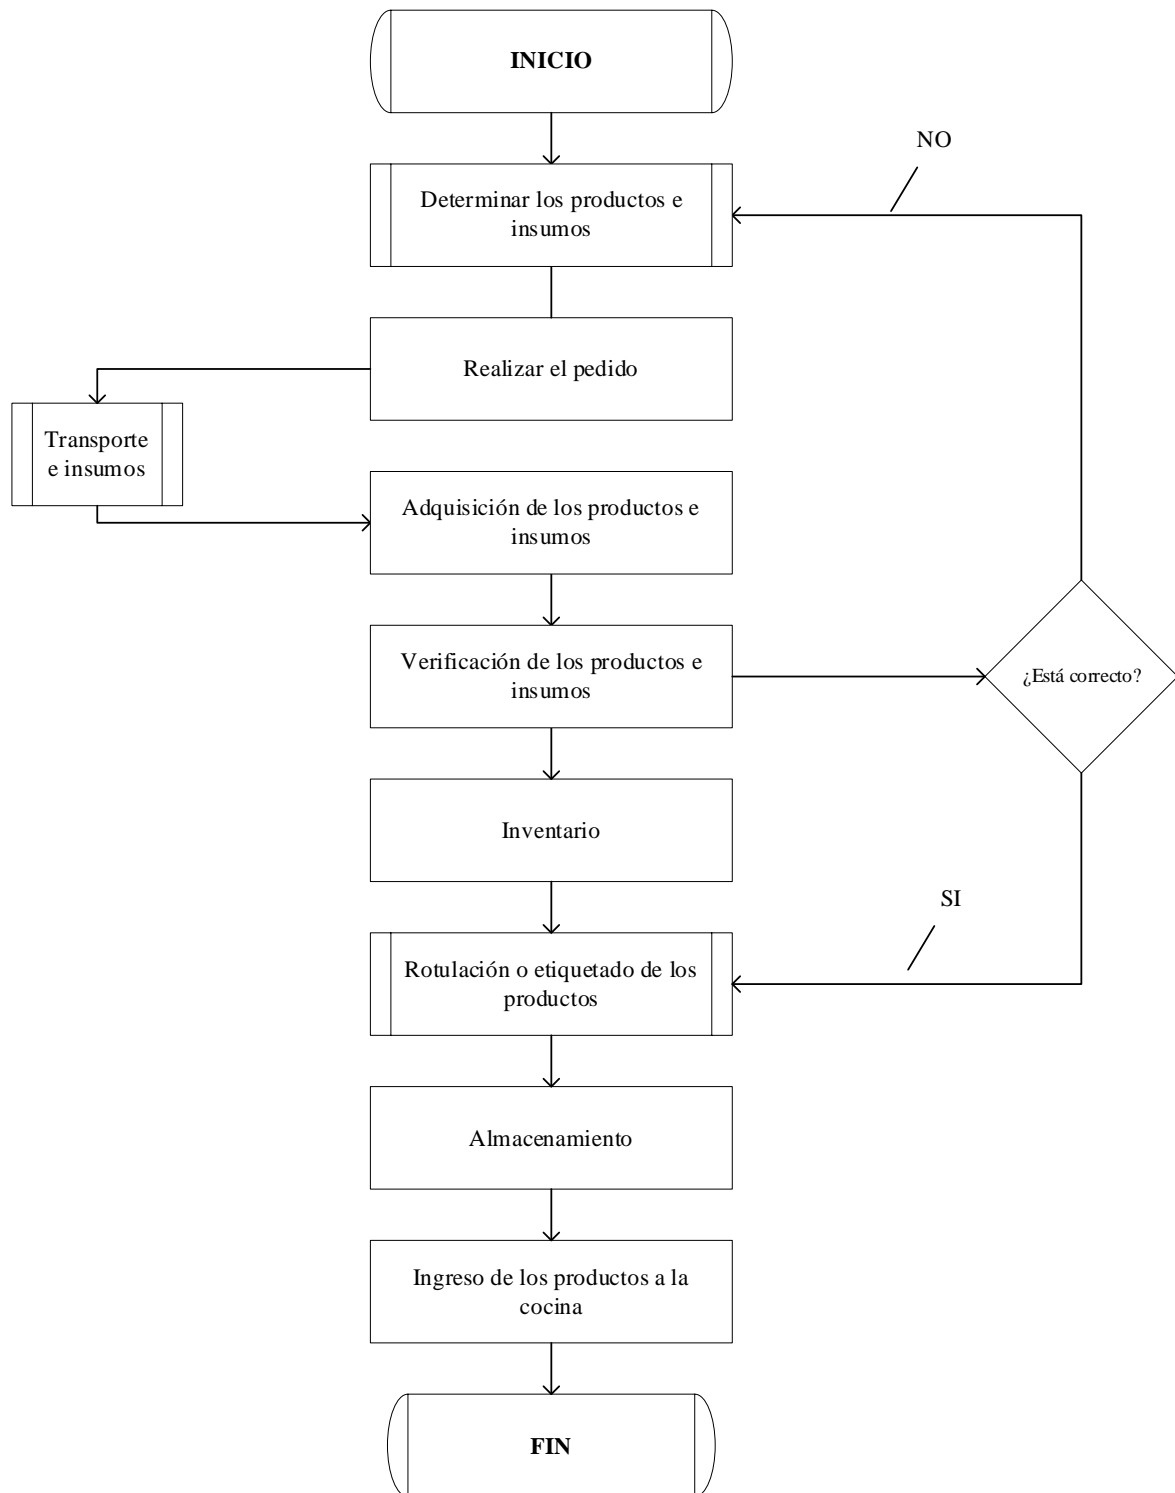 INICIO
NO
Determinar los productos e
insumos
Realizar el pedido
Transporte
e insumos
Adquisición de los productos e
insumos
Verificación de los productos e
insumos
¿Está correcto?
Inventario
SI
Rotulación o etiquetado de los
productos
Almacenamiento
Ingreso de los productos a la
cocina
FIN